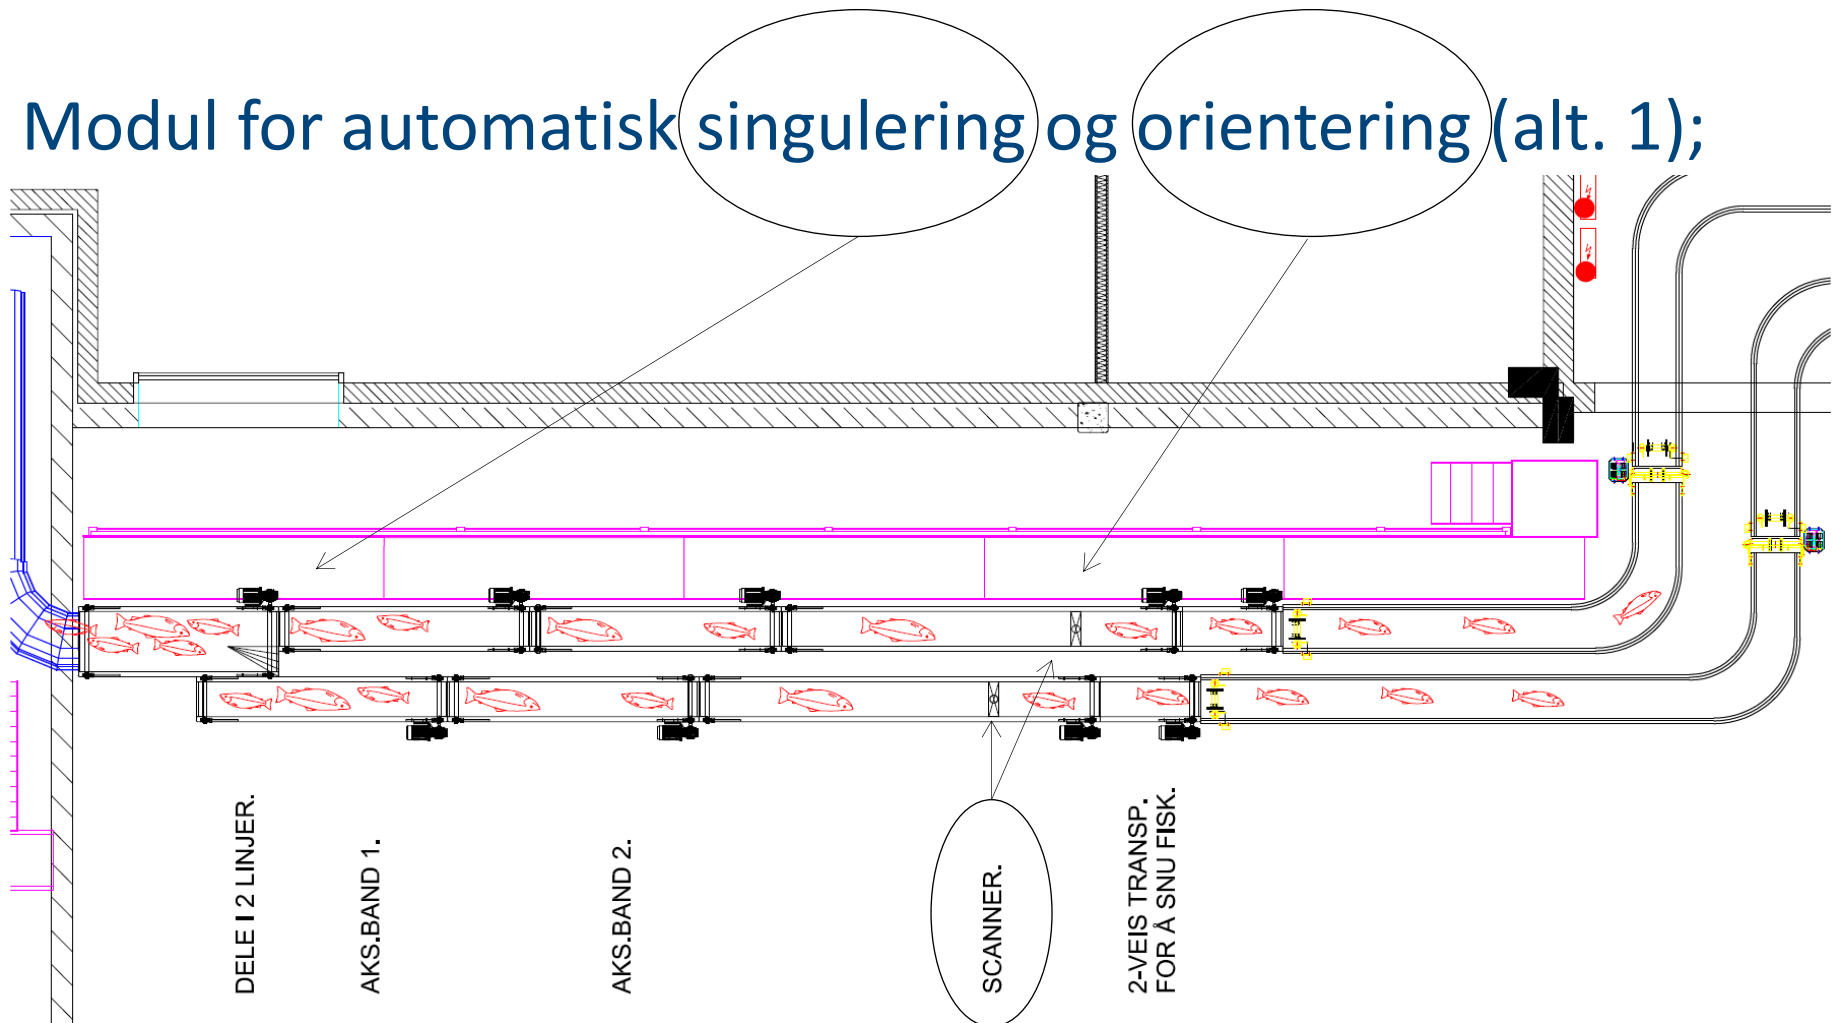 Modul for automatisk singulering og orientering (alt. 1);
DELE I 2 LINJER.
AKS.BAND 1.
AKS.BAND 2.
SCANNER.
2-VEIS TRANSP.
FOR Å SNU FISK.